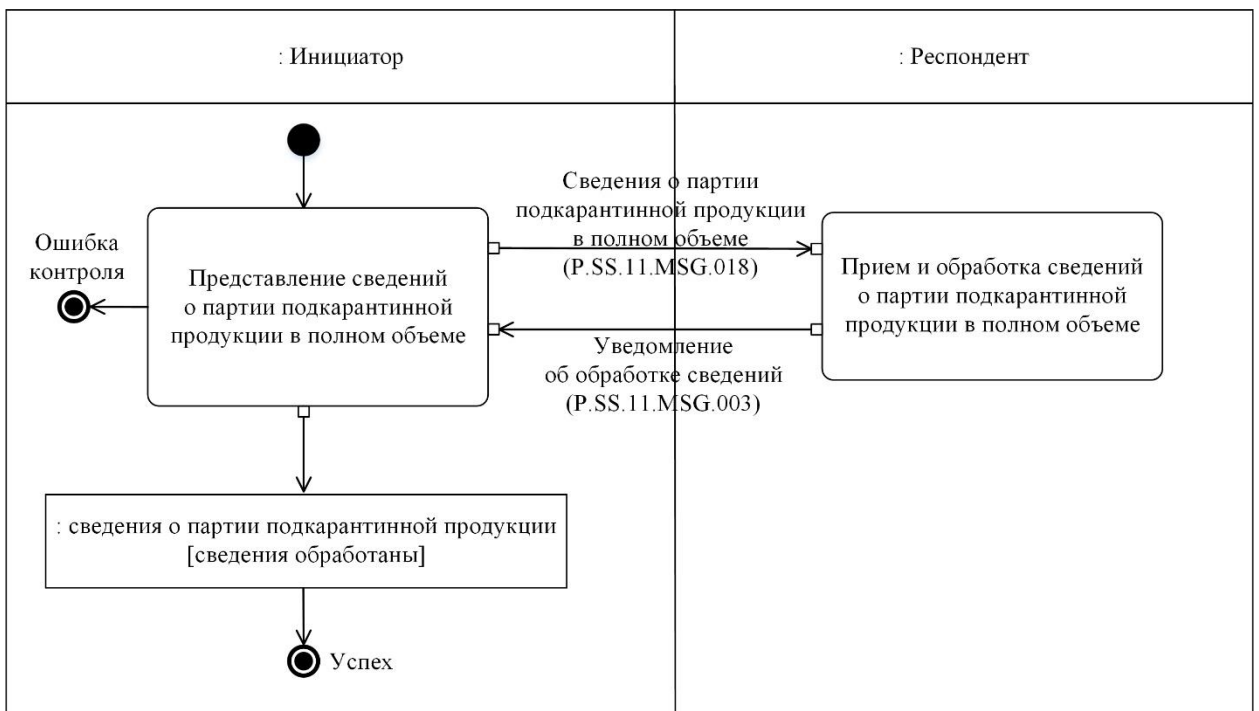 : Инициатор
: Респондент
Сведения о партии
подкарантинной продукции
в полном объеме
(P.SS.11.MSG.018)
Ошибка
контроля
Представление сведений
о партии подкарантинной
продукции в полном объеме
Прием и обработка сведений
о партии подкарантинной
продукции в полном объеме
Уведомление
об обработке сведений
(P.SS.11.MSG.003)
: сведения о партии подкарантинной продукции
[сведения обработаны]
Успех